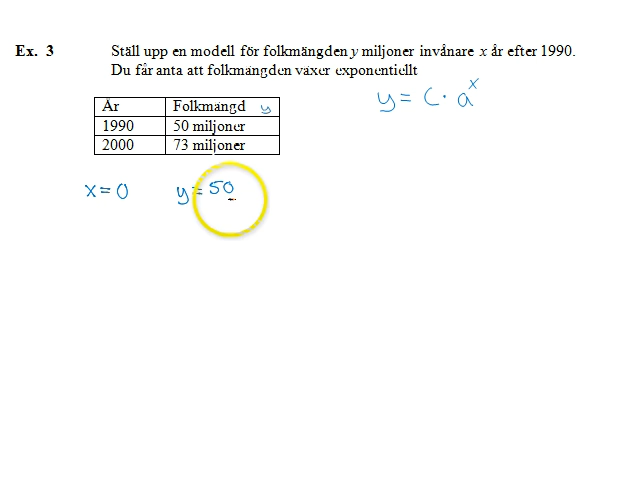 Ex. 3 Ställ upp en modell för folkmängden y miljoner invånare x år efter 1990.
Du får anta att folkmängden växer exponentiellt
y = C · a^x
År Folkmängd y
1990 50 miljoner
2000 73 miljoner
x = 0 y = 50